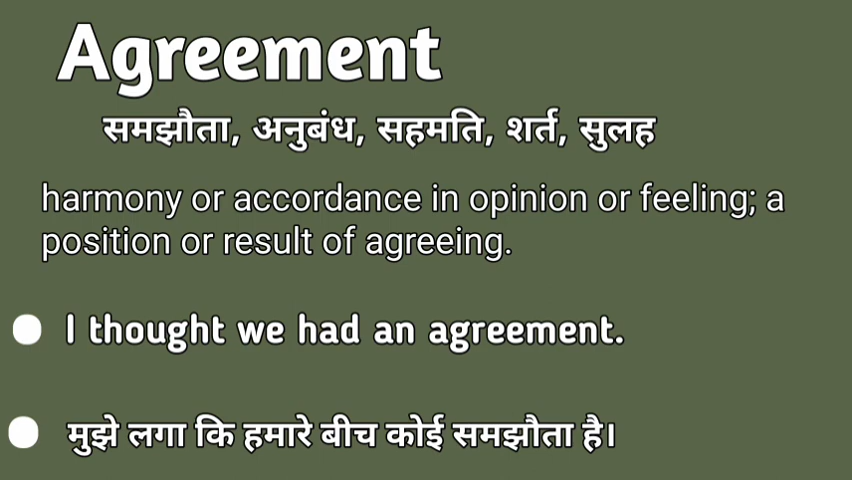 Agreement
समझौता, अनुबंध, सहमति, शर्त, सुलह
harmony or accordance in opinion or feeling; a
position or result of agreeing.
I thought we had an agreement.
मुझे लगा कि हमारे बीच कोई समझौता है।